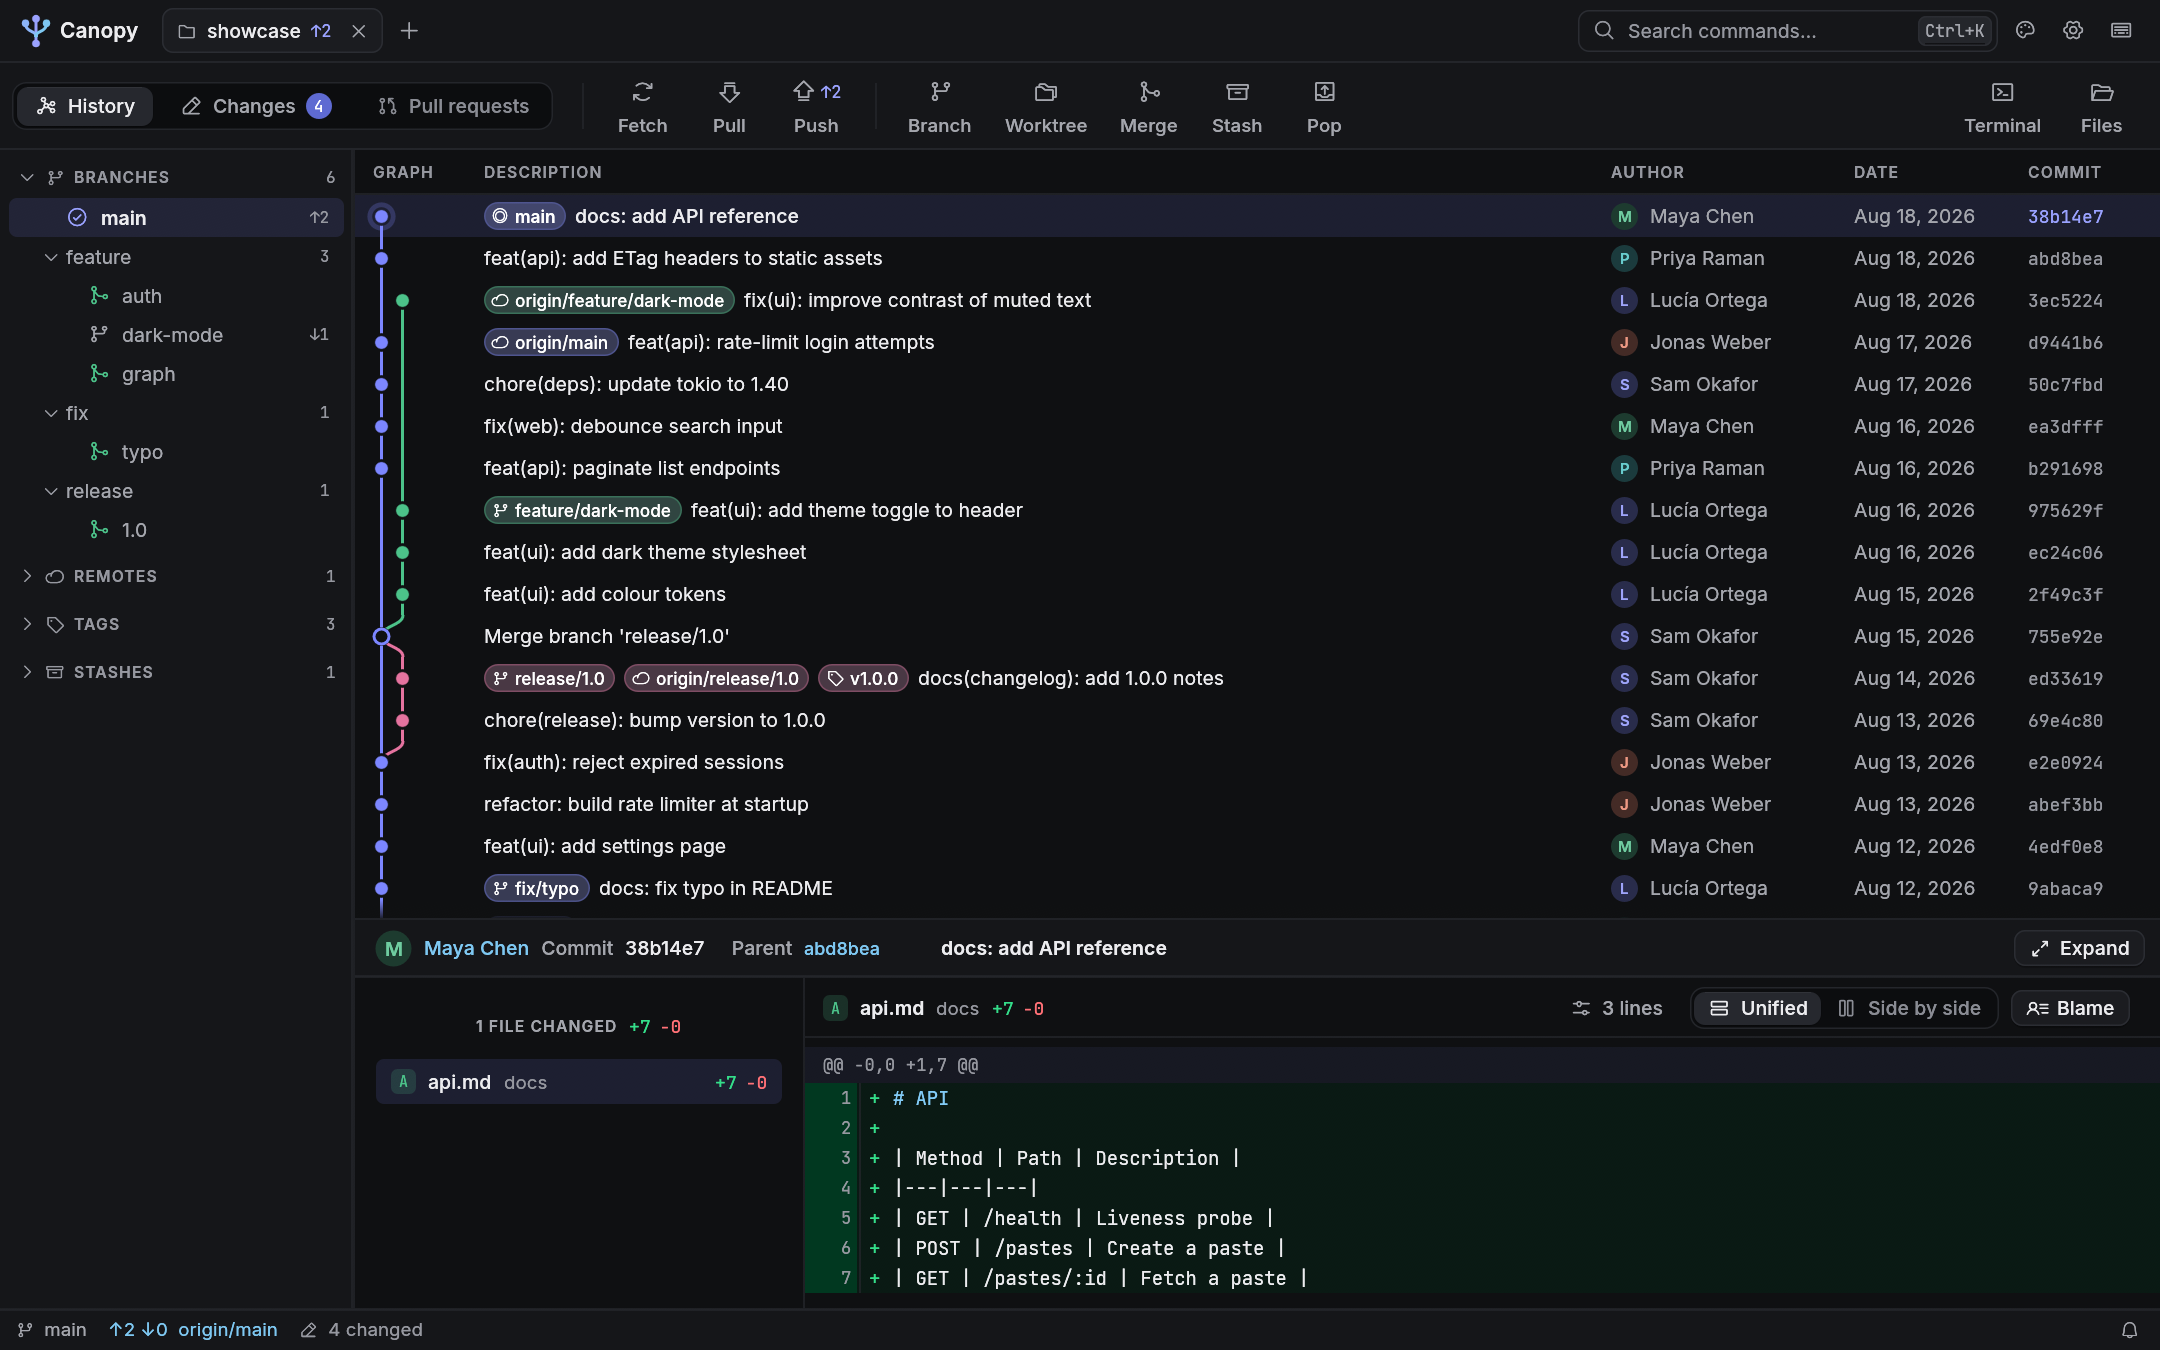 Canopy showcase ↑2 Search commands... Ctrl+K
History Changes 4 Pull requests Fetch Pull Push ↑2 Branch Worktree Merge Stash Pop Terminal Files
BRANCHES 6
main ↑2
feature 3
auth
dark-mode ↓1
graph
fix 1
typo
release 1
1.0
REMOTES 1
TAGS 3
STASHES 1
GRAPH DESCRIPTION AUTHOR DATE COMMIT
main docs: add API reference M Maya Chen Aug 18, 2026 38b14e7
feat(api): add ETag headers to static assets P Priya Raman Aug 18, 2026 abd8bea
origin/feature/dark-mode fix(ui): improve contrast of muted text L Lucía Ortega Aug 18, 2026 3ec5224
origin/main feat(api): rate-limit login attempts J Jonas Weber Aug 17, 2026 d9441b6
chore(deps): update tokio to 1.40 S Sam Okafor Aug 17, 2026 50c7fbd
fix(web): debounce search input M Maya Chen Aug 16, 2026 ea3dfff
feat(api): paginate list endpoints P Priya Raman Aug 16, 2026 b291698
feature/dark-mode feat(ui): add theme toggle to header L Lucía Ortega Aug 16, 2026 975629f
feat(ui): add dark theme stylesheet L Lucía Ortega Aug 16, 2026 ec24c06
feat(ui): add colour tokens L Lucía Ortega Aug 15, 2026 2f49c3f
Merge branch 'release/1.0' S Sam Okafor Aug 15, 2026 755e92e
release/1.0 origin/release/1.0 v1.0.0 docs(changelog): add 1.0.0 notes S Sam Okafor Aug 14, 2026 ed33619
chore(release): bump version to 1.0.0 S Sam Okafor Aug 13, 2026 69e4c80
fix(auth): reject expired sessions J Jonas Weber Aug 13, 2026 e2e0924
refactor: build rate limiter at startup J Jonas Weber Aug 13, 2026 abef3bb
feat(ui): add settings page M Maya Chen Aug 12, 2026 4edf0e8
fix/typo docs: fix typo in README L Lucía Ortega Aug 12, 2026 9abaca9
M Maya Chen Commit 38b14e7 Parent abd8bea docs: add API reference Expand
1 FILE CHANGED +7 -0
A api.md docs +7 -0
A api.md docs +7 -0 3 lines Unified Side by side Blame
@@ -0,0 +1,7 @@
1 + # API
2 +
3 + | Method | Path | Description |
4 + |---|---|---|
5 + | GET | /health | Liveness probe |
6 + | POST | /pastes | Create a paste |
7 + | GET | /pastes/:id | Fetch a paste |
main ↑2 ↓0 origin/main 4 changed